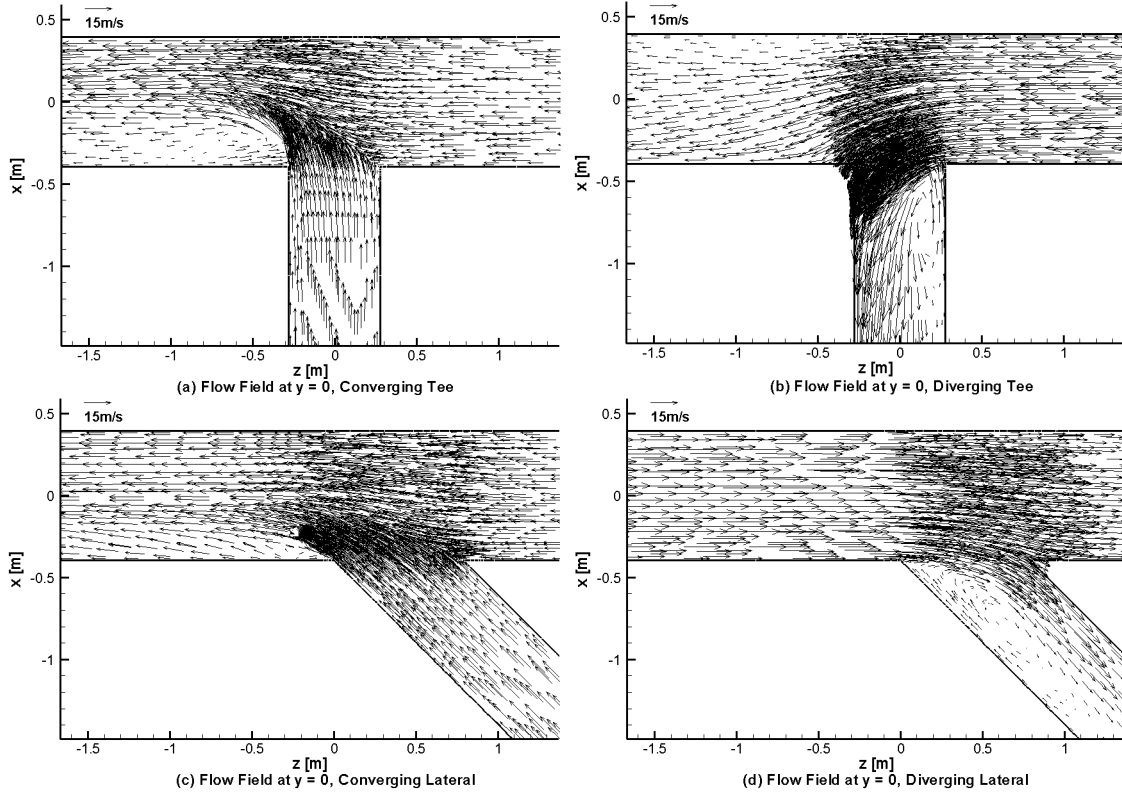 0.5
15m/s
0
x [m]
-0.5
-1
-1.5 -1 -0.5 0 0.5 1
z [m]
(a) Flow Field at y = 0, Converging Tee
0.5
15m/s
0
x [m]
-0.5
-1
-1.5 -1 -0.5 0 0.5 1
z [m]
(b) Flow Field at y = 0, Diverging Tee
0.5
15m/s
0
x [m]
-0.5
-1
-1.5 -1 -0.5 0 0.5 1
z [m]
(c) Flow Field at y = 0, Converging Lateral
0.5
15m/s
0
x [m]
-0.5
-1
-1.5 -1 -0.5 0 0.5 1
z [m]
(d) Flow Field at y = 0, Diverging Lateral